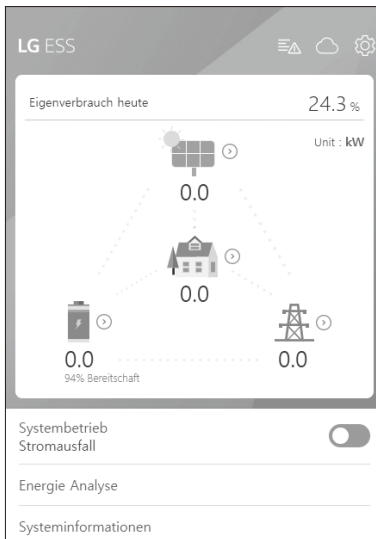 LG ESS
Eigenverbrauch heute 24.3 %
Unit : kW
0.0
0.0
0.0 0.0
94% Bereitschaft
Systembetrieb
Stromausfall
Energie Analyse
Systeminformationen